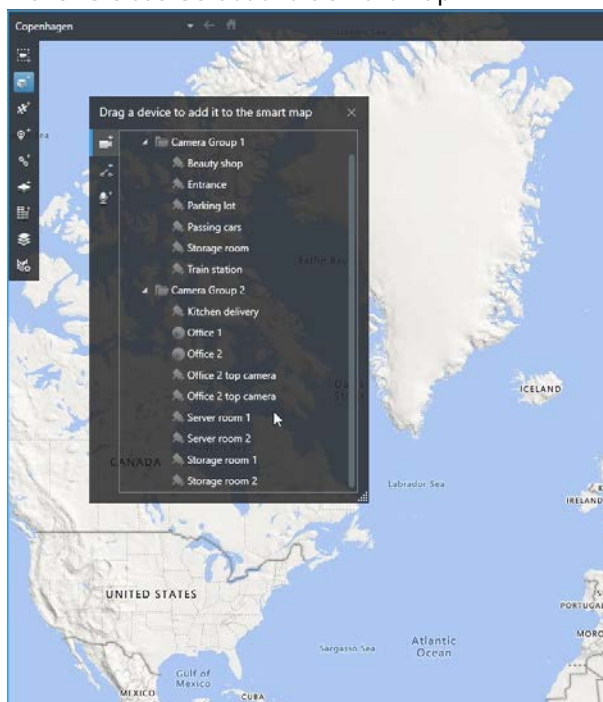 Copenhagen
Drag a device to add it to the smart map
Camera Group 1
Beauty shop
Entrance
Parking lot
Passing cars
Storage room
Train station
Camera Group 2
Kitchen delivery
Office 1
Office 2
Office 2 top camera
Office 2 top camera
Server room 1
Server room 2
Storage room 1
Storage room 2
Baffin Bay
ICELAND
CANADA
Labrador Sea
UNITED STATES
Atlantic
Ocean
Sargasso Sea
Gulf of
Mexico
MEXICO
CUBA